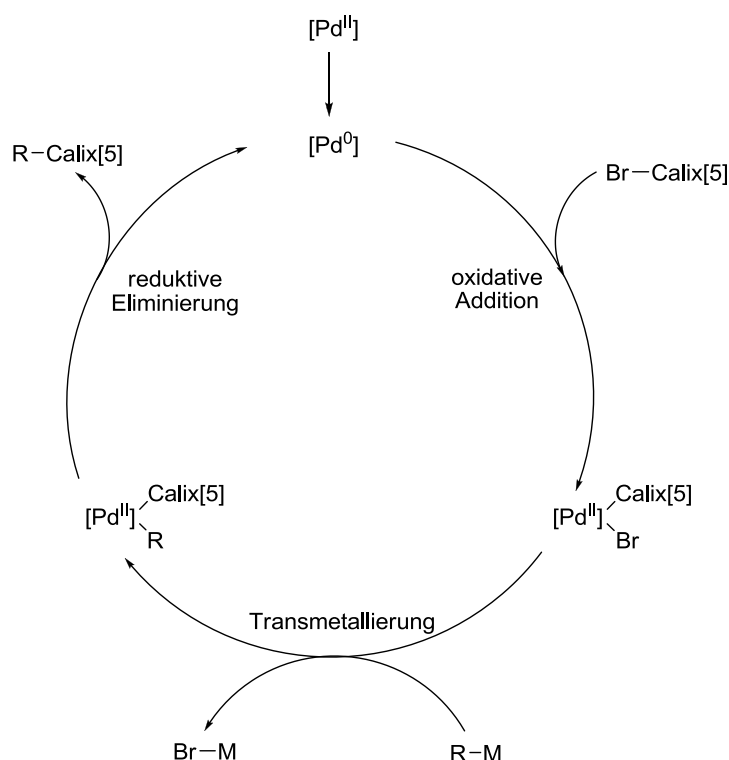 [Pd^II]
[Pd^0]
R–Calix[5]
Br–Calix[5]
reduktive
Eliminierung
oxidative
Addition
Calix[5]
[Pd^II]
R
Calix[5]
[Pd^II]
Br
Transmetallierung
Br–M
R–M